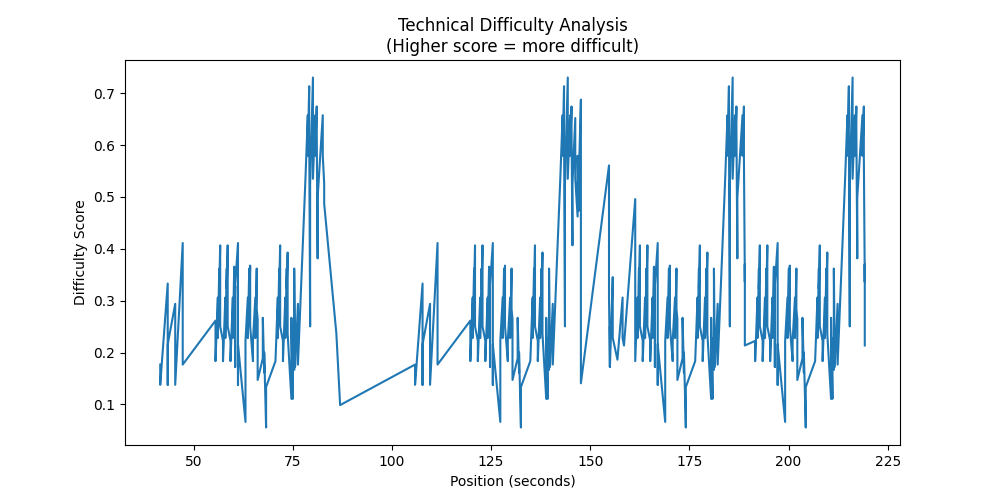 Technical Difficulty Analysis
(Higher score = more difficult)
Difficulty Score
0.7
0.6
0.5
0.4
0.3
0.2
0.1
50 75 100 125 150 175 200 225
Position (seconds)